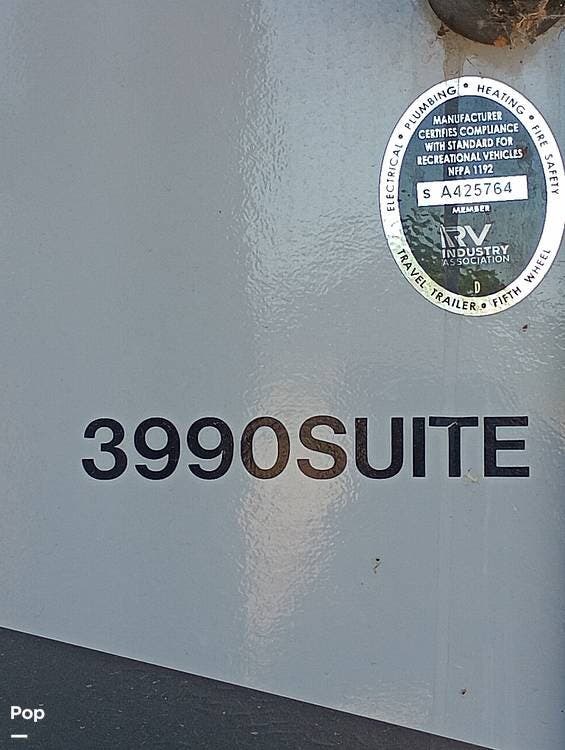 ELECTRICAL • PLUMBING • HEATING • FIRE SAFETY
MANUFACTURER
CERTIFIES COMPLIANCE
WITH STANDARD FOR
RECREATIONAL VEHICLES
NFPA 1192
S A425764
MEMBER
RV
INDUSTRY
ASSOCIATION
D
TRAVEL TRAILER • FIFTH WHEEL
3990SUITE
Pop